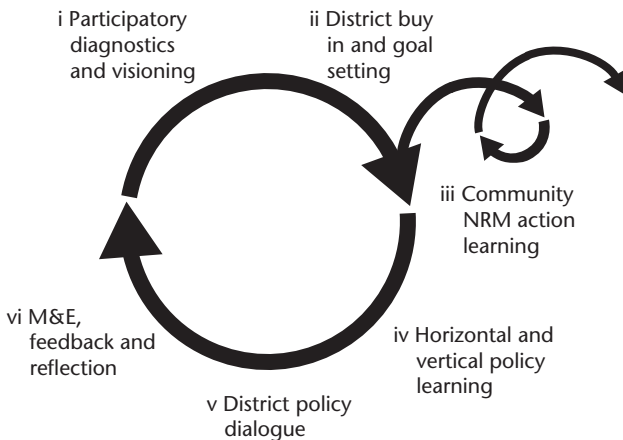 i Participatory
diagnostics
and visioning
ii District buy
in and goal
setting
iii Community
NRM action
learning
iv Horizontal and
vertical policy
learning
v District policy
dialogue
vi M&E,
feedback and
reflection